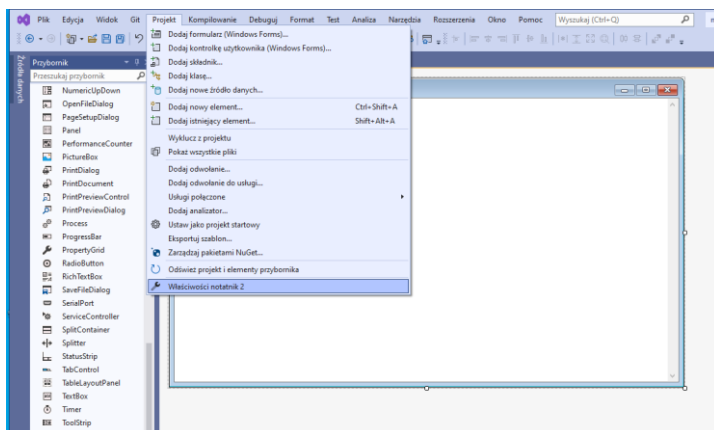 Plik Edycja Widok Git Projekt Kompilowanie Debuguj Format Test Analiza Narzędzia Rozszerzenia Okno Pomoc Wyszukaj (Ctrl+Q)
Przybornik
Przeszukaj przybornik
NumericUpDown
OpenFileDialog
PageSetupDialog
Panel
PerformanceCounter
PictureBox
PrintDialog
PrintDocument
PrintPreviewControl
PrintPreviewDialog
Process
ProgressBar
PropertyGrid
RadioButton
RichTextBox
SaveFileDialog
SerialPort
ServiceController
SplitContainer
Splitter
StatusStrip
TabControl
TableLayoutPanel
TextBox
Timer
ToolStrip
Źródła danych
Dodaj formularz (Windows Forms)...
Dodaj kontrolkę użytkownika (Windows Forms)...
Dodaj składnik...
Dodaj klasę...
Dodaj nowe źródło danych...
Dodaj nowy element... Ctrl+Shift+A
Dodaj istniejący element... Shift+Alt+A
Wyklucz z projektu
Pokaż wszystkie pliki
Dodaj odwołanie...
Dodaj odwołanie do usługi...
Usługi połączone
Dodaj analizator...
Ustaw jako projekt startowy
Eksportuj szablon...
Zarządzaj pakietami NuGet...
Odśwież projekt i elementy przybornika
Właściwości notatnik 2